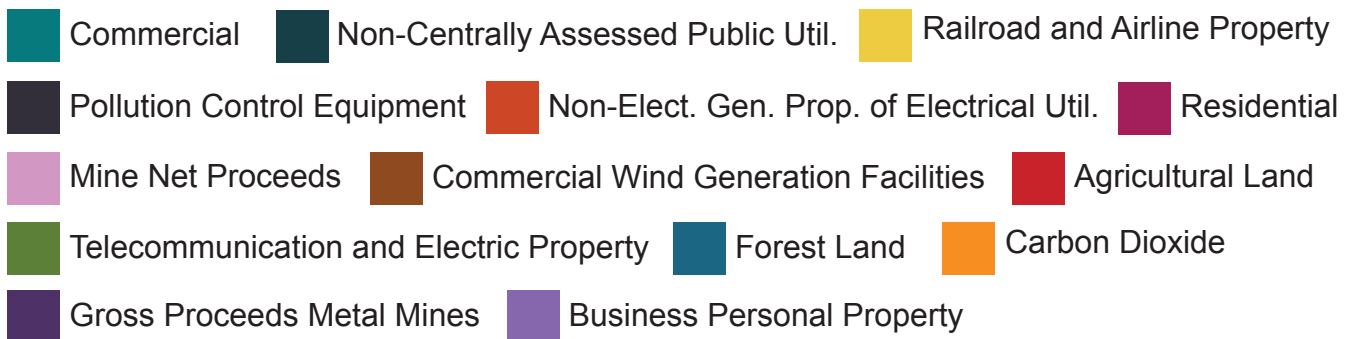 Commercial Non-Centrally Assessed Public Util. Railroad and Airline Property
Pollution Control Equipment Non-Elect. Gen. Prop. of Electrical Util. Residential
Mine Net Proceeds Commercial Wind Generation Facilities Agricultural Land
Telecommunication and Electric Property Forest Land Carbon Dioxide
Gross Proceeds Metal Mines Business Personal Property